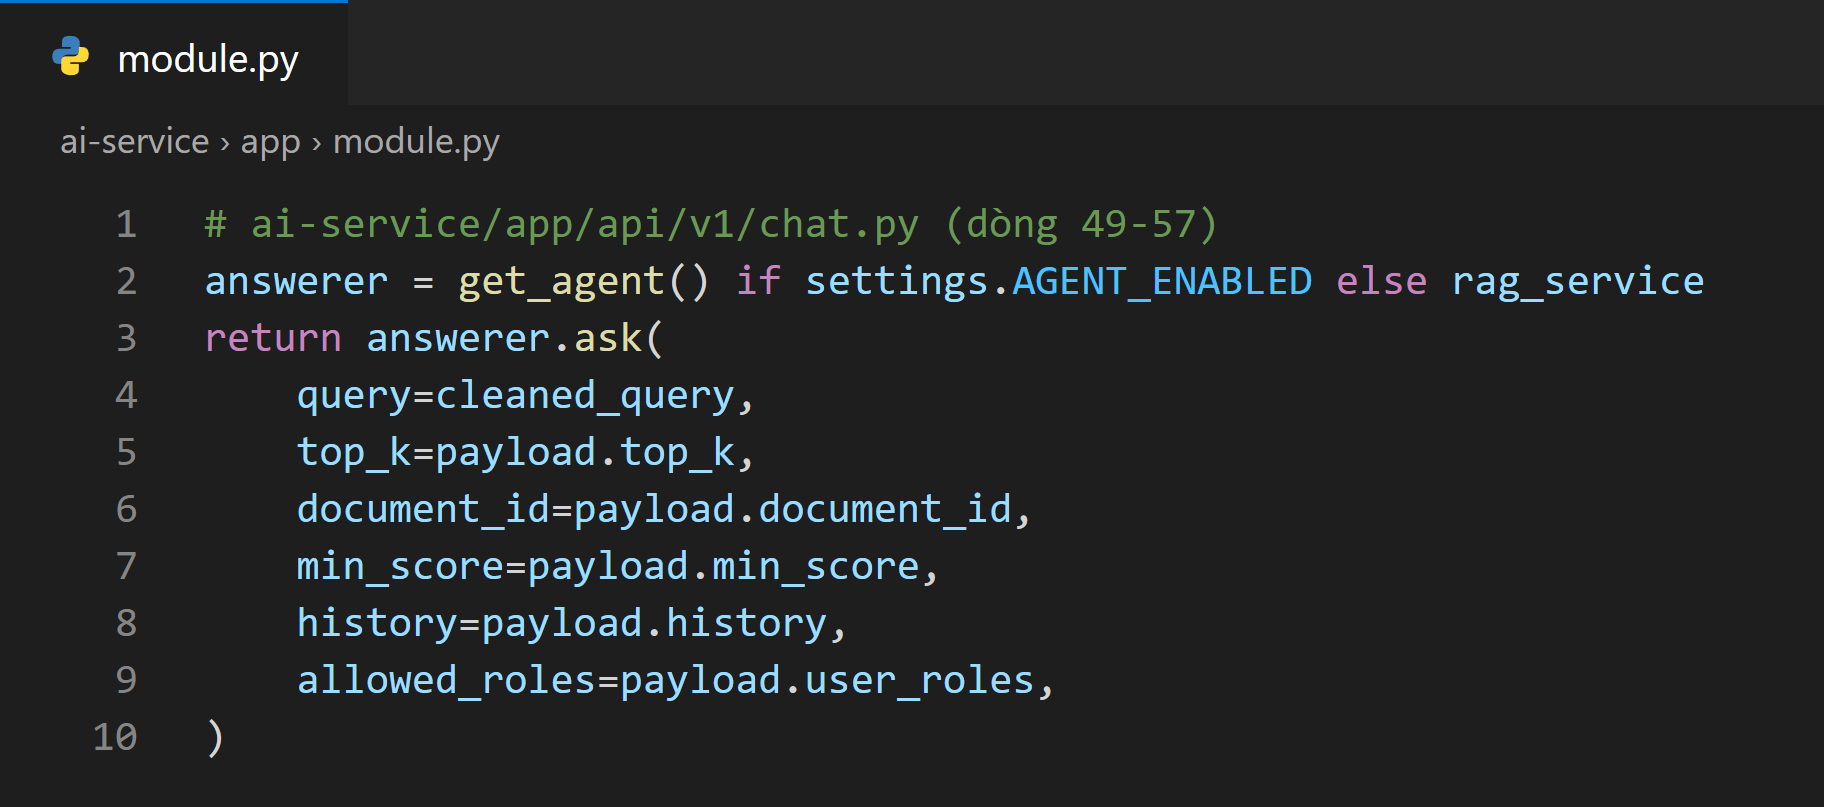 module.py
ai-service › app › module.py
1 # ai-service/app/api/v1/chat.py (dòng 49-57)
2 answerer = get_agent() if settings.AGENT_ENABLED else rag_service
3 return answerer.ask(
4     query=cleaned_query,
5     top_k=payload.top_k,
6     document_id=payload.document_id,
7     min_score=payload.min_score,
8     history=payload.history,
9     allowed_roles=payload.user_roles,
10 )